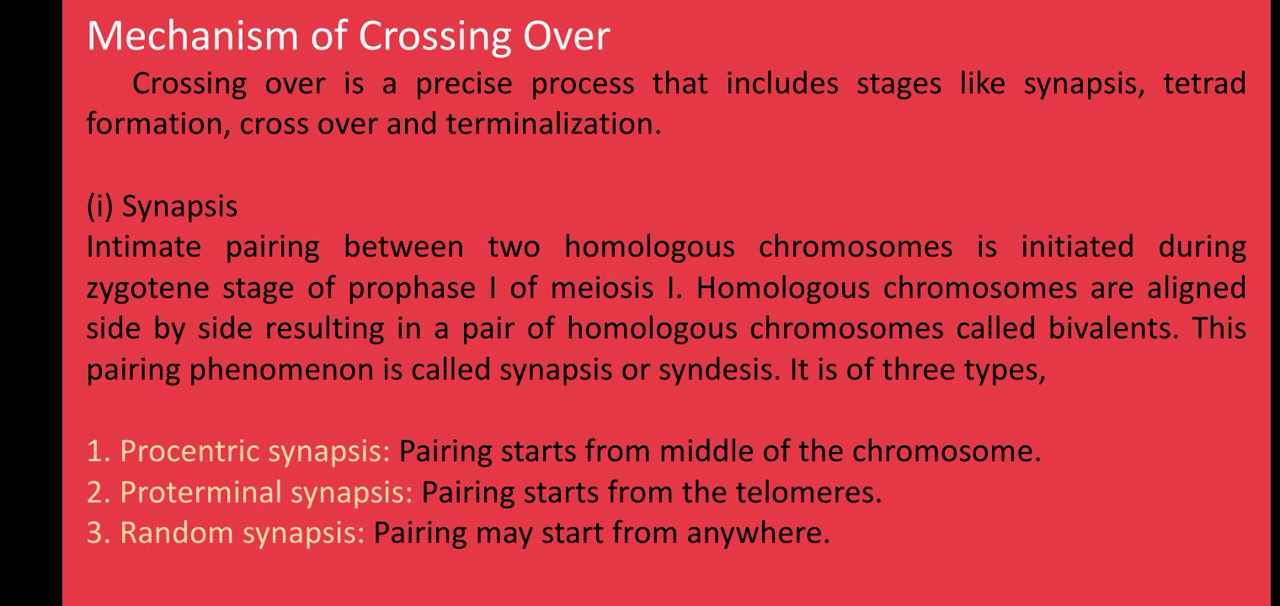 Mechanism of Crossing Over
Crossing over is a precise process that includes stages like synapsis, tetrad
formation, cross over and terminalization.
(i) Synapsis
Intimate pairing between two homologous chromosomes is initiated during
zygotene stage of prophase I of meiosis I. Homologous chromosomes are aligned
side by side resulting in a pair of homologous chromosomes called bivalents. This
pairing phenomenon is called synapsis or syndesis. It is of three types,
1. Procentric synapsis: Pairing starts from middle of the chromosome.
2. Proterminal synapsis: Pairing starts from the telomeres.
3. Random synapsis: Pairing may start from anywhere.